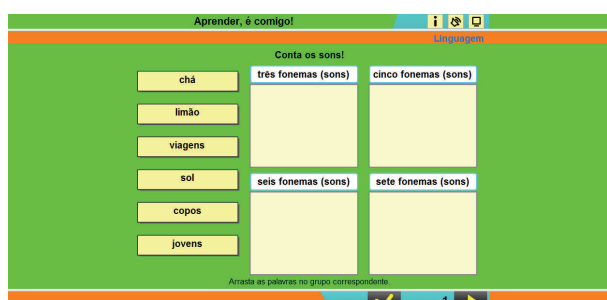 Aprender, é comigo!
Linguagem
Conta os sons!
chá
limão
viagens
sol
copos
jovens
três fonemas (sons)
cinco fonemas (sons)
seis fonemas (sons)
sete fonemas (sons)
Arrasta as palavras no grupo correspondente.